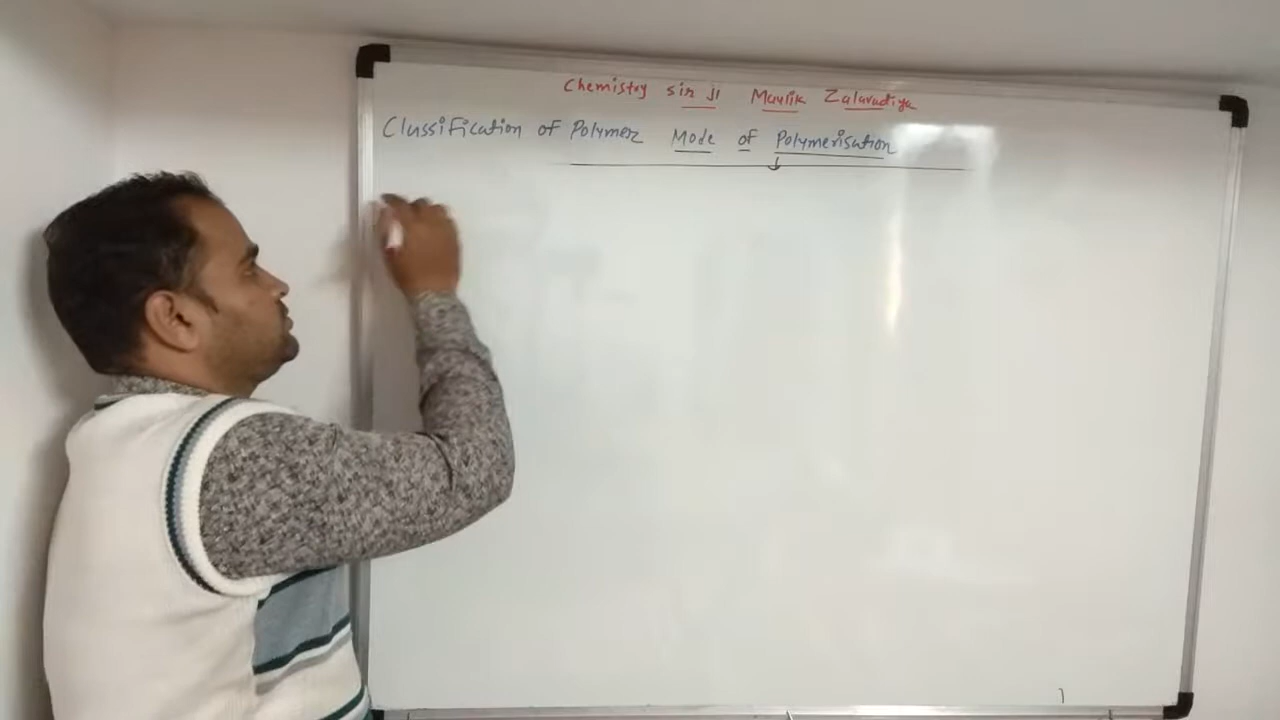 Chemistry sir ji Maulik Zalavadiya
Classification of Polymer Mode of Polymerisation